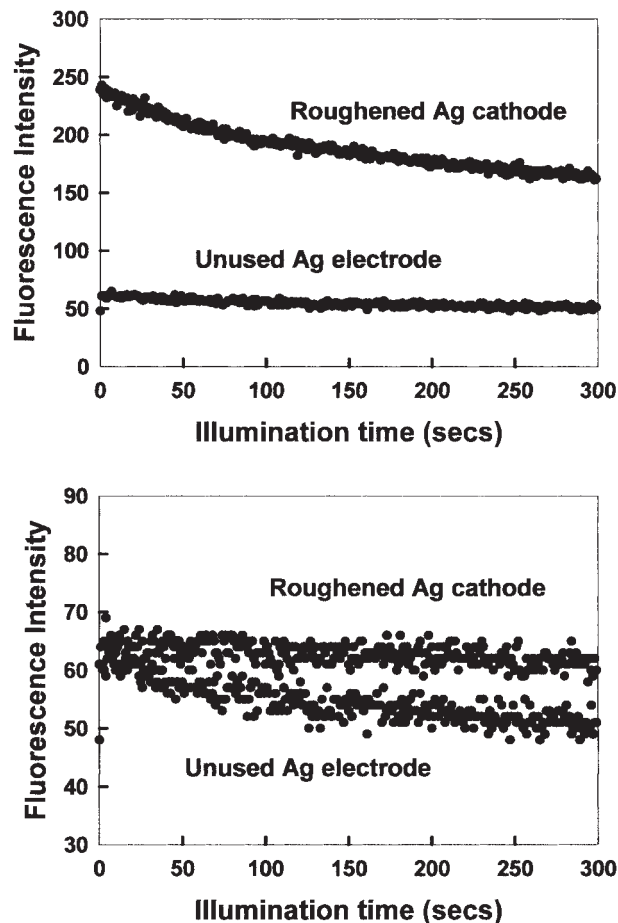 300
250
200
150
100
50
0
Fluorescence Intensity
Roughened Ag cathode
Unused Ag electrode
0 50 100 150 200 250 300
Illumination time (secs)
90
80
70
60
50
40
30
Fluorescence Intensity
Roughened Ag cathode
Unused Ag electrode
0 50 100 150 200 250 300
Illumination time (secs)